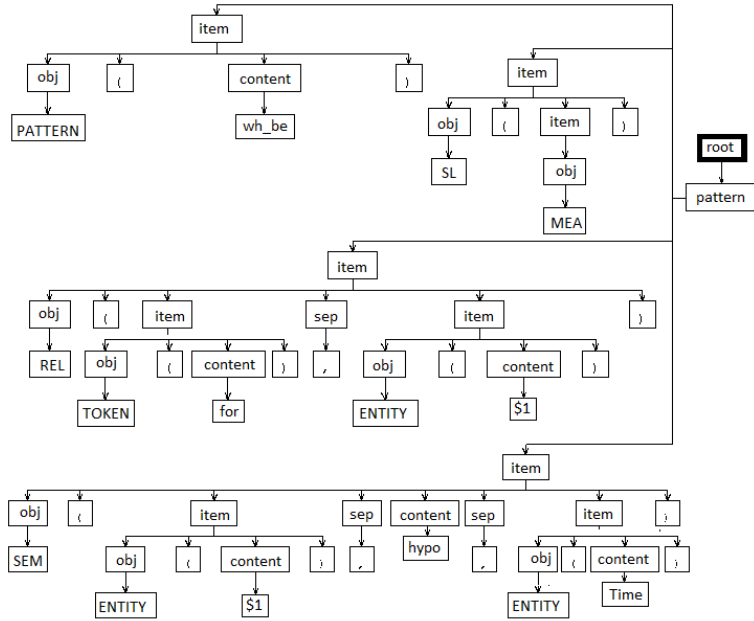 item
obj ( content )
PATTERN wh_be
item
obj ( item )
SL obj
MEA
root
pattern
item
obj ( item sep item )
REL obj ( content ) , obj ( content )
TOKEN for ENTITY $1
item
obj ( item sep content sep item )
SEM obj ( content ) , hypo , obj ( content )
ENTITY $1 ENTITY Time